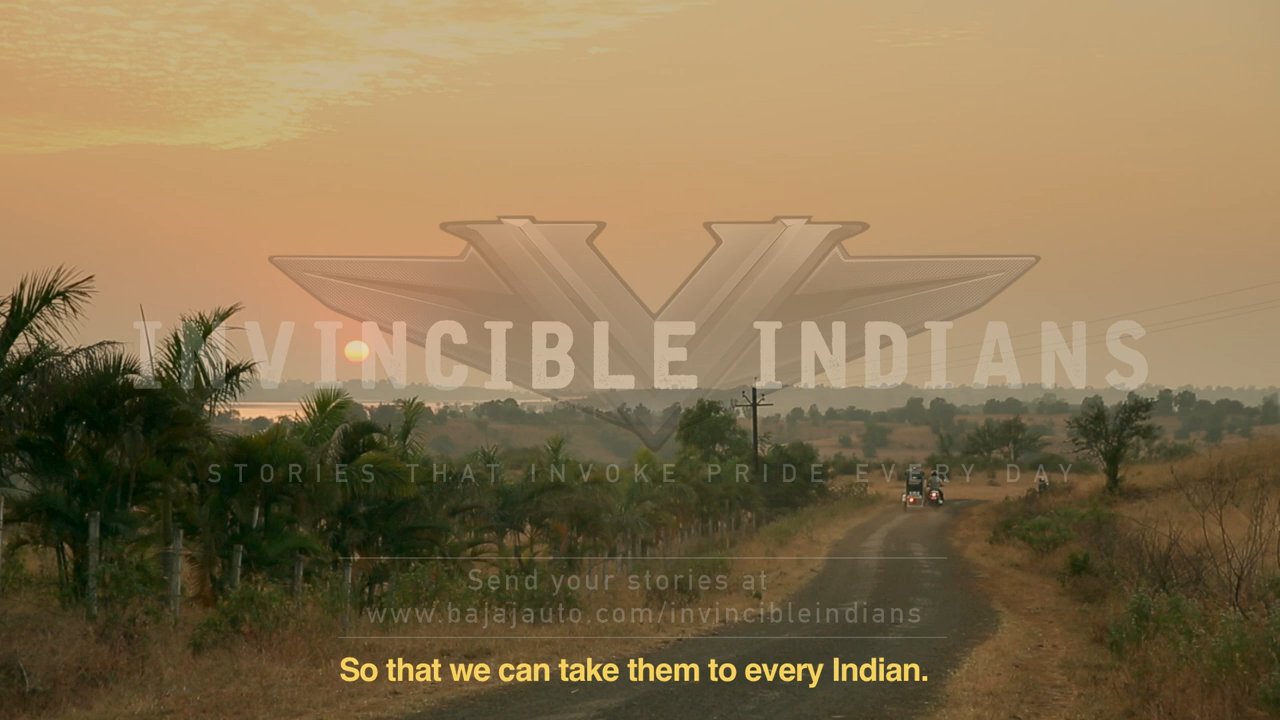 INVINCIBLE INDIANS
STORIES THAT INVOKE PRIDE EVERY DAY
Send your stories at
www.bajajauto.com/invincibleindians
So that we can take them to every Indian.